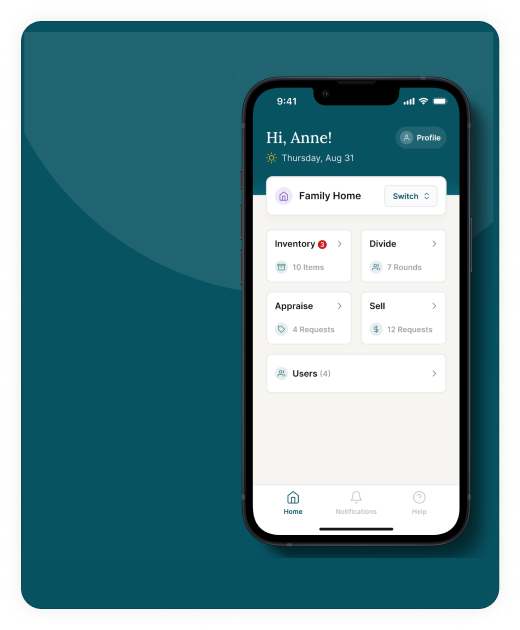 9:41
Hi, Anne!
Profile
Thursday, Aug 31
Family Home
Switch
Inventory 3
Divide
10 Items
7 Rounds
Appraise
Sell
4 Requests
$ 12 Requests
Users (4)
Home
Notifications
Help